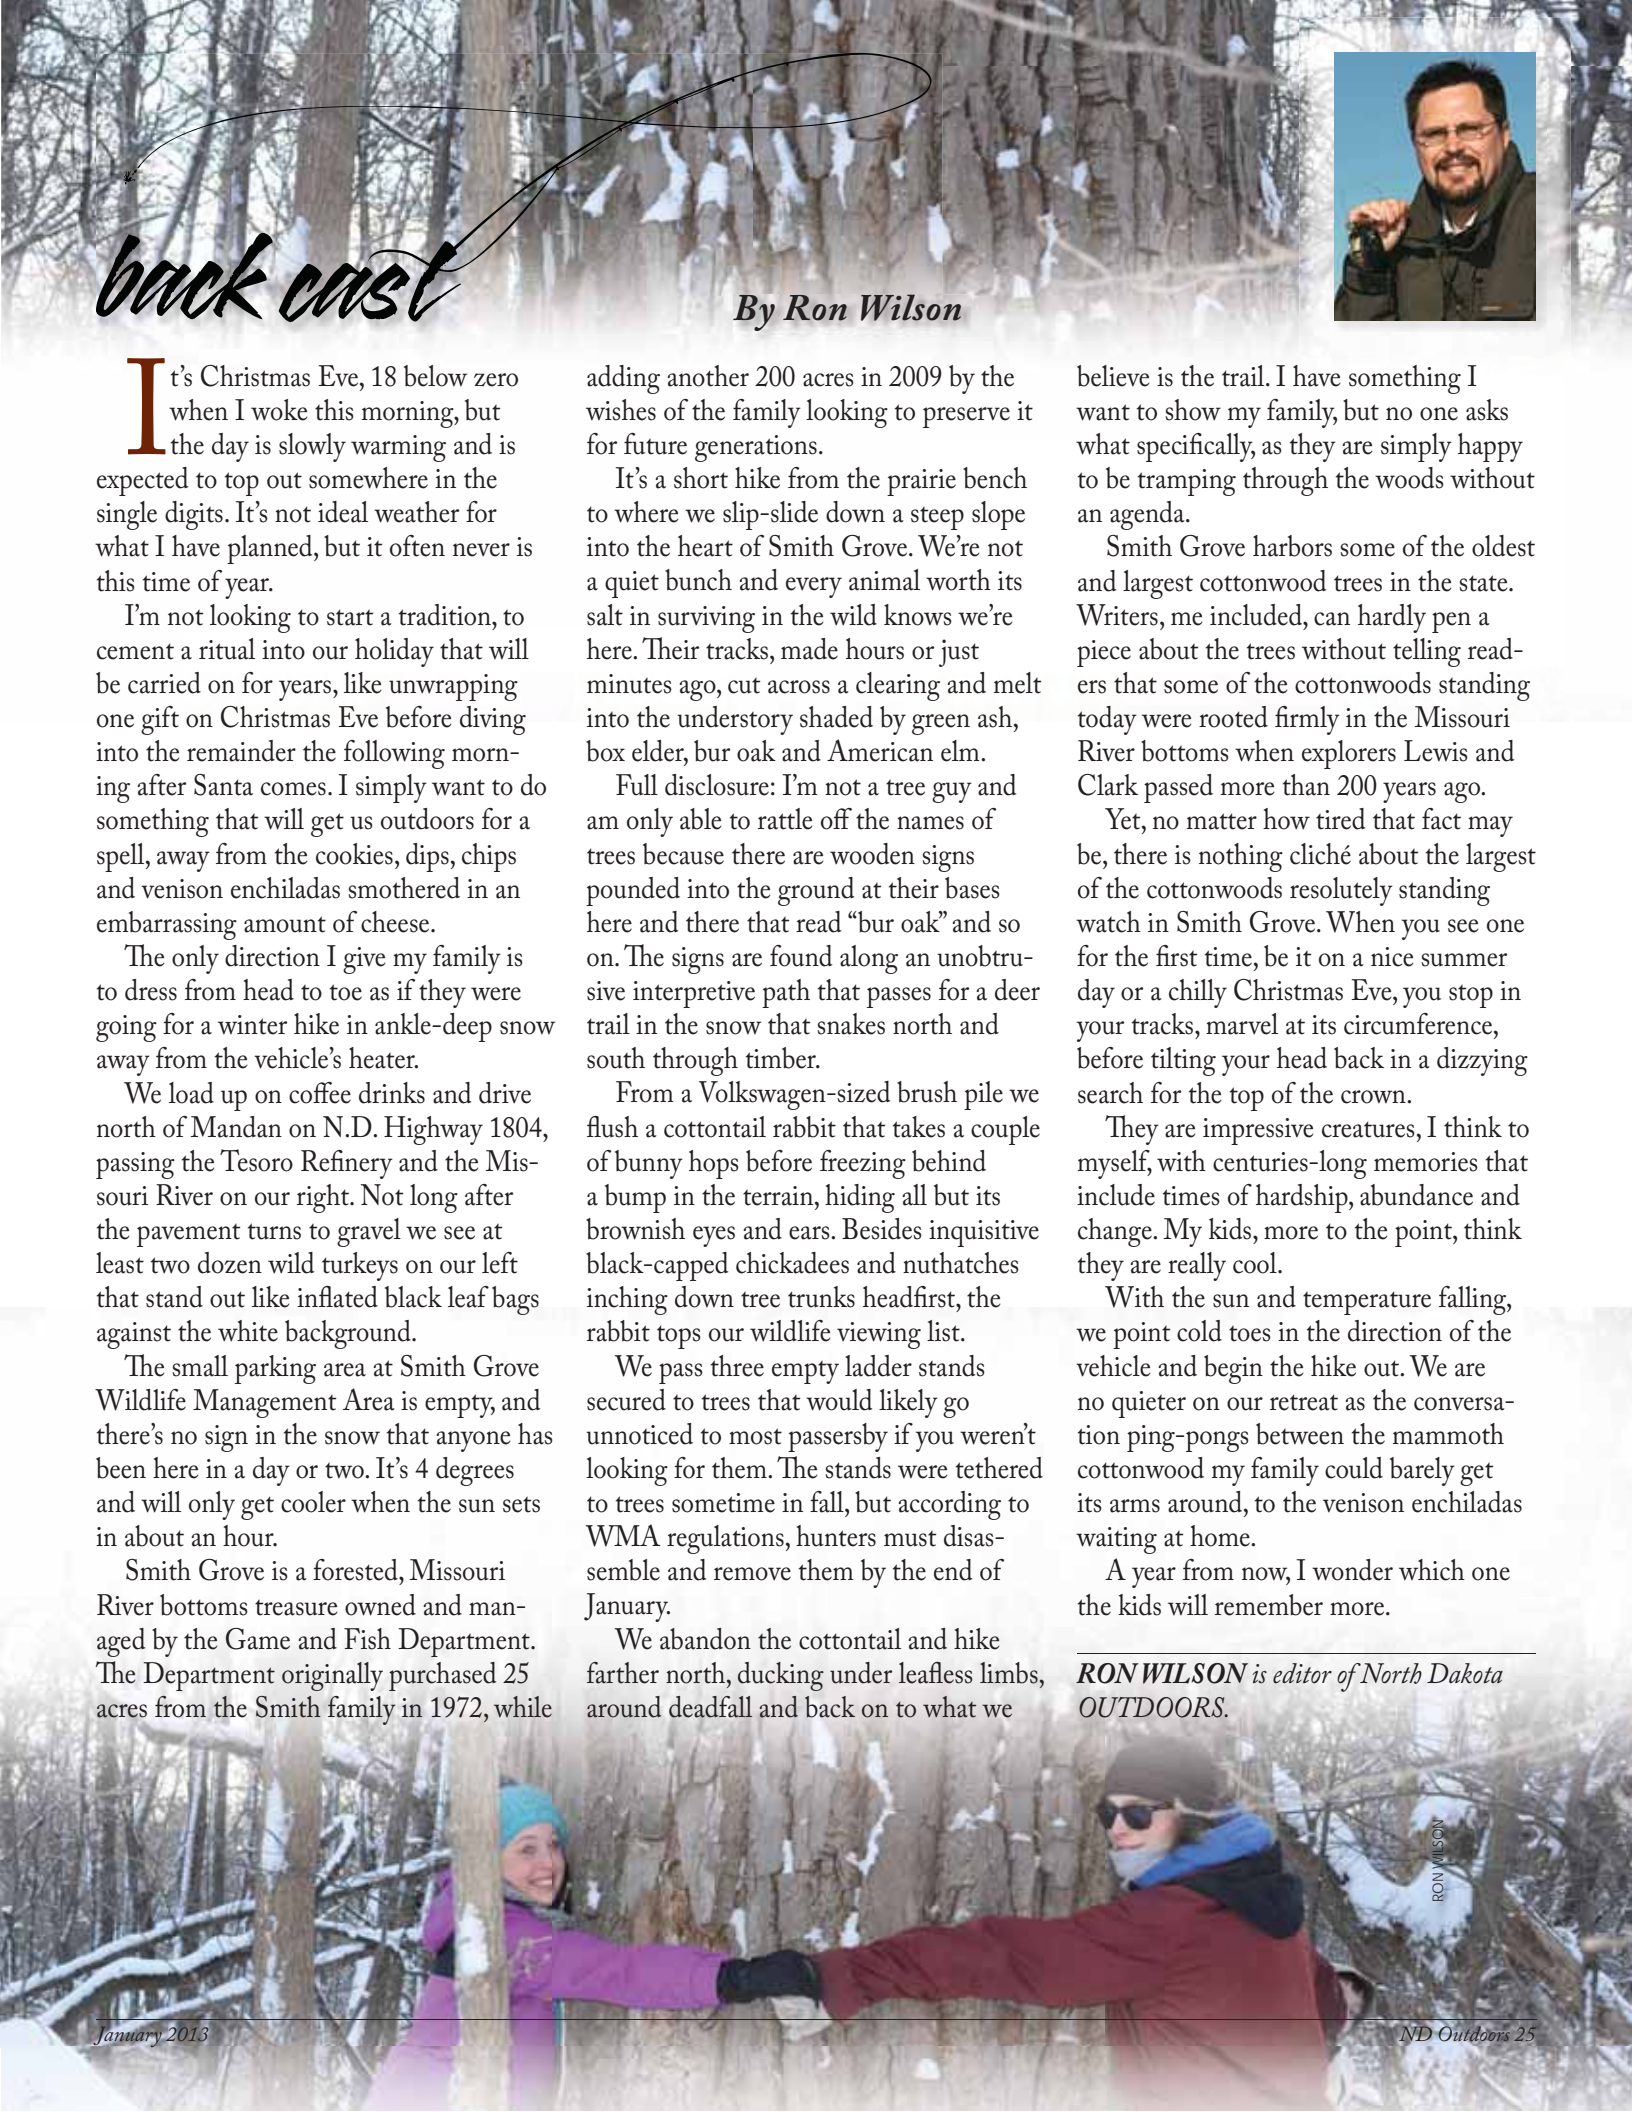 back cast
By Ron Wilson
It's Christmas Eve, 18 below zero
when I woke this morning, but
the day is slowly warming and is
expected to top out somewhere in the
single digits. It's not ideal weather for
what I have planned, but it often never is
this time of year.
I'm not looking to start a tradition, to
cement a ritual into our holiday that will
be carried on for years, like unwrapping
one gift on Christmas Eve before diving
into the remainder the following morn-
ing after Santa comes. I simply want to do
something that will get us outdoors for a
spell, away from the cookies, dips, chips
and venison enchiladas smothered in an
embarrassing amount of cheese.
The only direction I give my family is
to dress from head to toe as if they were
going for a winter hike in ankle-deep snow
away from the vehicle's heater.
We load up on coffee drinks and drive
north of Mandan on N.D. Highway 1804,
passing the Tesoro Refinery and the Mis-
souri River on our right. Not long after
the pavement turns to gravel we see at
least two dozen wild turkeys on our left
that stand out like inflated black leaf bags
against the white background.
The small parking area at Smith Grove
Wildlife Management Area is empty, and
there's no sign in the snow that anyone has
been here in a day or two. It's 4 degrees
and will only get cooler when the sun sets
in about an hour.
Smith Grove is a forested, Missouri
River bottoms treasure owned and man-
aged by the Game and Fish Department.
The Department originally purchased 25
acres from the Smith family in 1972, while
adding another 200 acres in 2009 by the
wishes of the family looking to preserve it
for future generations.
It's a short hike from the prairie bench
to where we slip-slide down a steep slope
into the heart of Smith Grove. We're not
a quiet bunch and every animal worth its
salt in surviving in the wild knows we're
here. Their tracks, made hours or just
minutes ago, cut across a clearing and melt
into the understory shaded by green ash,
box elder, bur oak and American elm.
Full disclosure: I'm not a tree guy and
am only able to rattle off the names of
trees because there are wooden signs
pounded into the ground at their bases
here and there that read “bur oak” and so
on. The signs are found along an unobtru-
sive interpretive path that passes for a deer
trail in the snow that snakes north and
south through timber.
From a Volkswagen-sized brush pile we
flush a cottontail rabbit that takes a couple
of bunny hops before freezing behind
a bump in the terrain, hiding all but its
brownish eyes and ears. Besides inquisitive
black-capped chickadees and nuthatches
inching down tree trunks headfirst, the
rabbit tops our wildlife viewing list.
We pass three empty ladder stands
secured to trees that would likely go
unnoticed to most passersby if you weren't
looking for them. The stands were tethered
to trees sometime in fall, but according to
WMA regulations, hunters must disas-
semble and remove them by the end of
January.
We abandon the cottontail and hike
farther north, ducking under leafless limbs,
around deadfall and back on to what we
believe is the trail. I have something I
want to show my family, but no one asks
what specifically, as they are simply happy
to be tramping through the woods without
an agenda.
Smith Grove harbors some of the oldest
and largest cottonwood trees in the state.
Writers, me included, can hardly pen a
piece about the trees without telling read-
ers that some of the cottonwoods standing
today were rooted firmly in the Missouri
River bottoms when explorers Lewis and
Clark passed more than 200 years ago.
Yet, no matter how tired that fact may
be, there is nothing cliché about the largest
of the cottonwoods resolutely standing
watch in Smith Grove. When you see one
for the first time, be it on a nice summer
day or a chilly Christmas Eve, you stop in
your tracks, marvel at its circumference,
before tilting your head back in a dizzying
search for the top of the crown.
They are impressive creatures, I think to
myself, with centuries-long memories that
include times of hardship, abundance and
change. My kids, more to the point, think
they are really cool.
With the sun and temperature falling,
we point cold toes in the direction of the
vehicle and begin the hike out. We are
no quieter on our retreat as the conversa-
tion ping-pongs between the mammoth
cottonwood my family could barely get
its arms around, to the venison enchiladas
waiting at home.
A year from now, I wonder which one
the kids will remember more.
RON WILSON is editor of North Dakota
OUTDOORS.
RON WILSON
January 2013
ND Outdoors 25